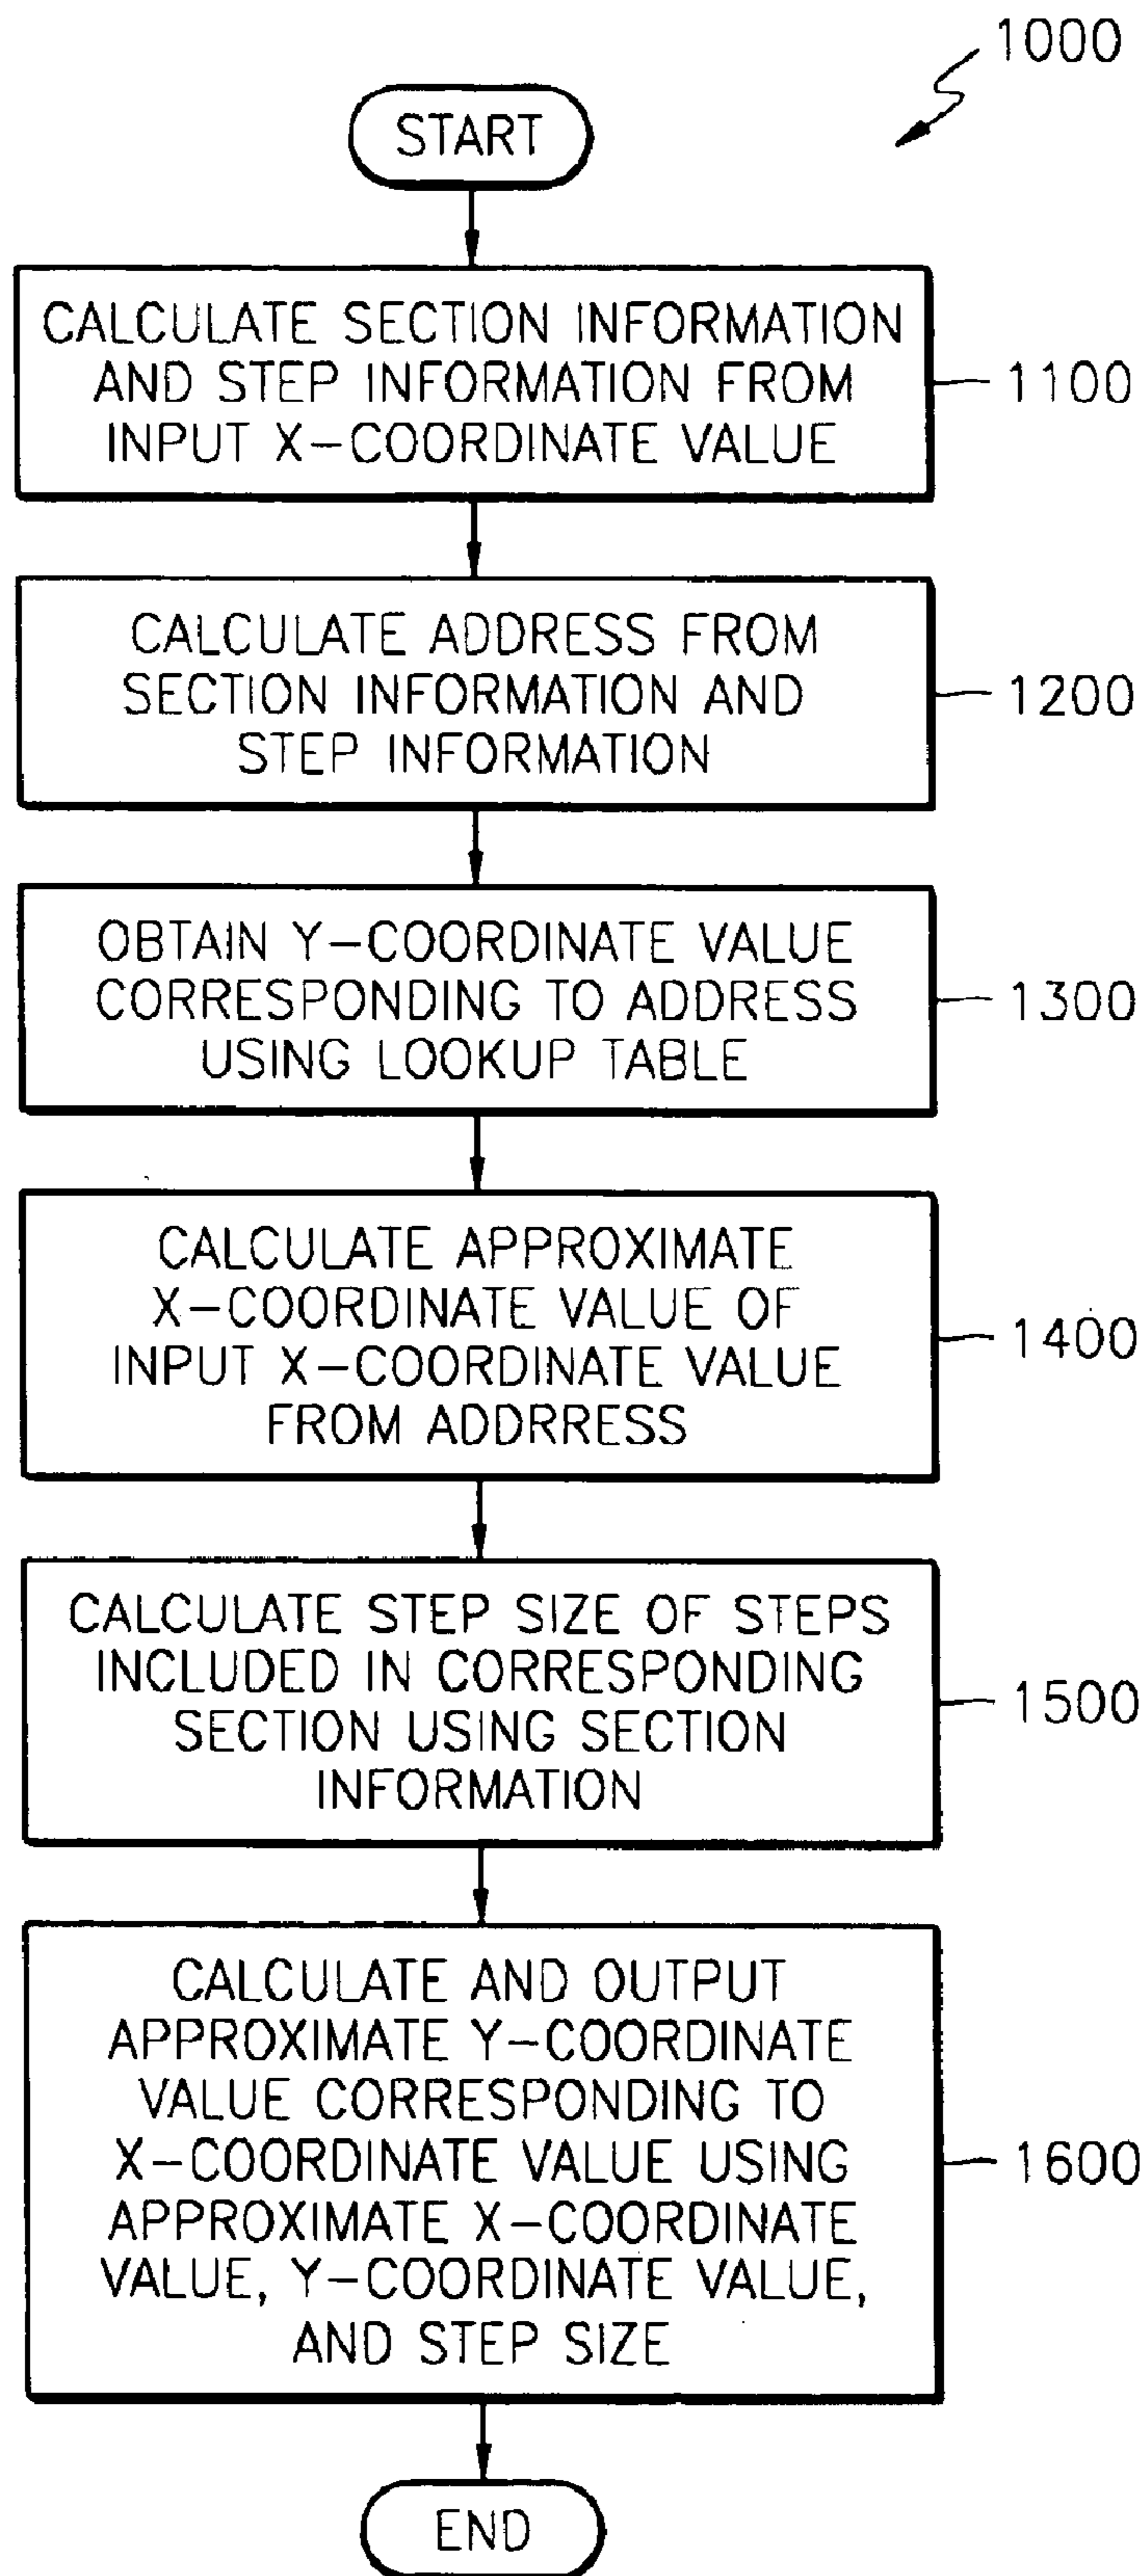 1000
START
CALCULATE SECTION INFORMATION
AND STEP INFORMATION FROM
INPUT X-COORDINATE VALUE
1100
CALCULATE ADDRESS FROM
SECTION INFORMATION AND
STEP INFORMATION
1200
OBTAIN Y-COORDINATE VALUE
CORRESPONDING TO ADDRESS
USING LOOKUP TABLE
1300
CALCULATE APPROXIMATE
X-COORDINATE VALUE OF
INPUT X-COORDINATE VALUE
FROM ADDRRESS
1400
CALCULATE STEP SIZE OF STEPS
INCLUDED IN CORRESPONDING
SECTION USING SECTION
INFORMATION
1500
CALCULATE AND OUTPUT
APPROXIMATE Y-COORDINATE
VALUE CORRESPONDING TO
X-COORDINATE VALUE USING
APPROXIMATE X-COORDINATE
VALUE, Y-COORDINATE VALUE,
AND STEP SIZE
1600
END